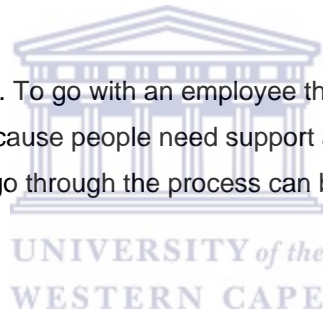 . To go with an employee th
cause people need support a
go through the process can b
UNIVERSITY of the
WESTERN CAPE